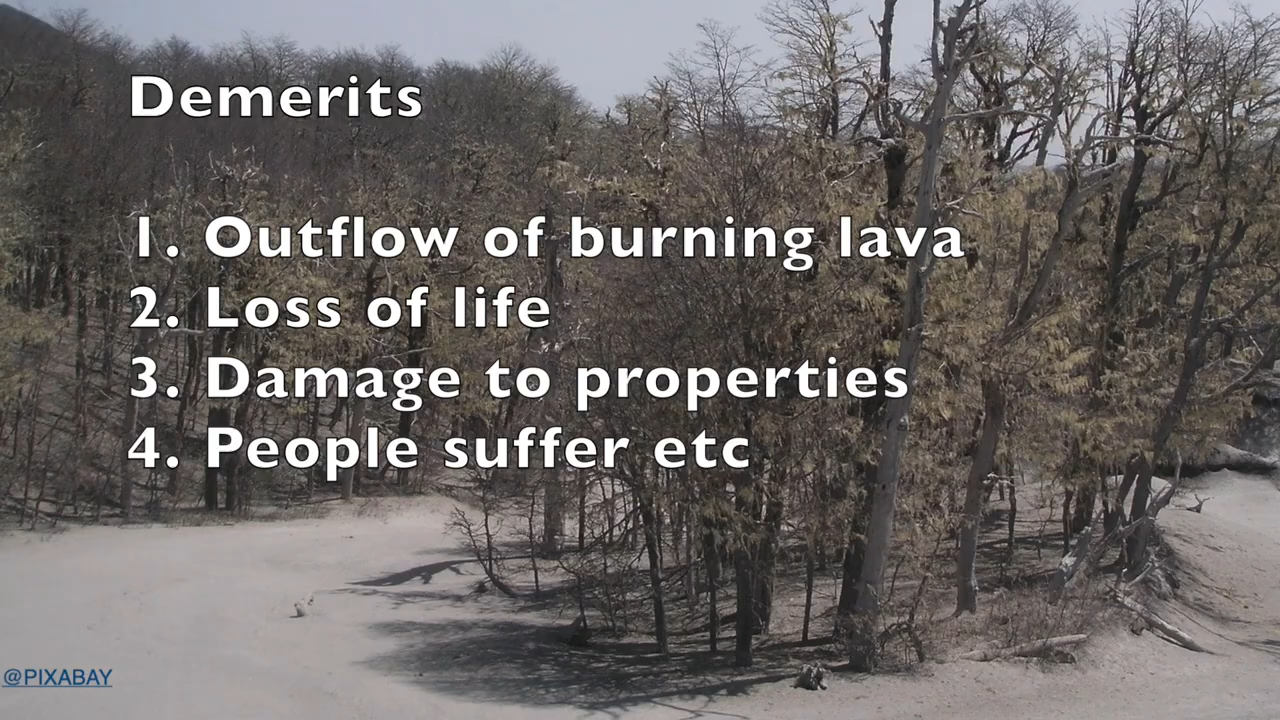 Demerits
1. Outflow of burning lava
2. Loss of life
3. Damage to properties
4. People suffer etc
@PIXABAY